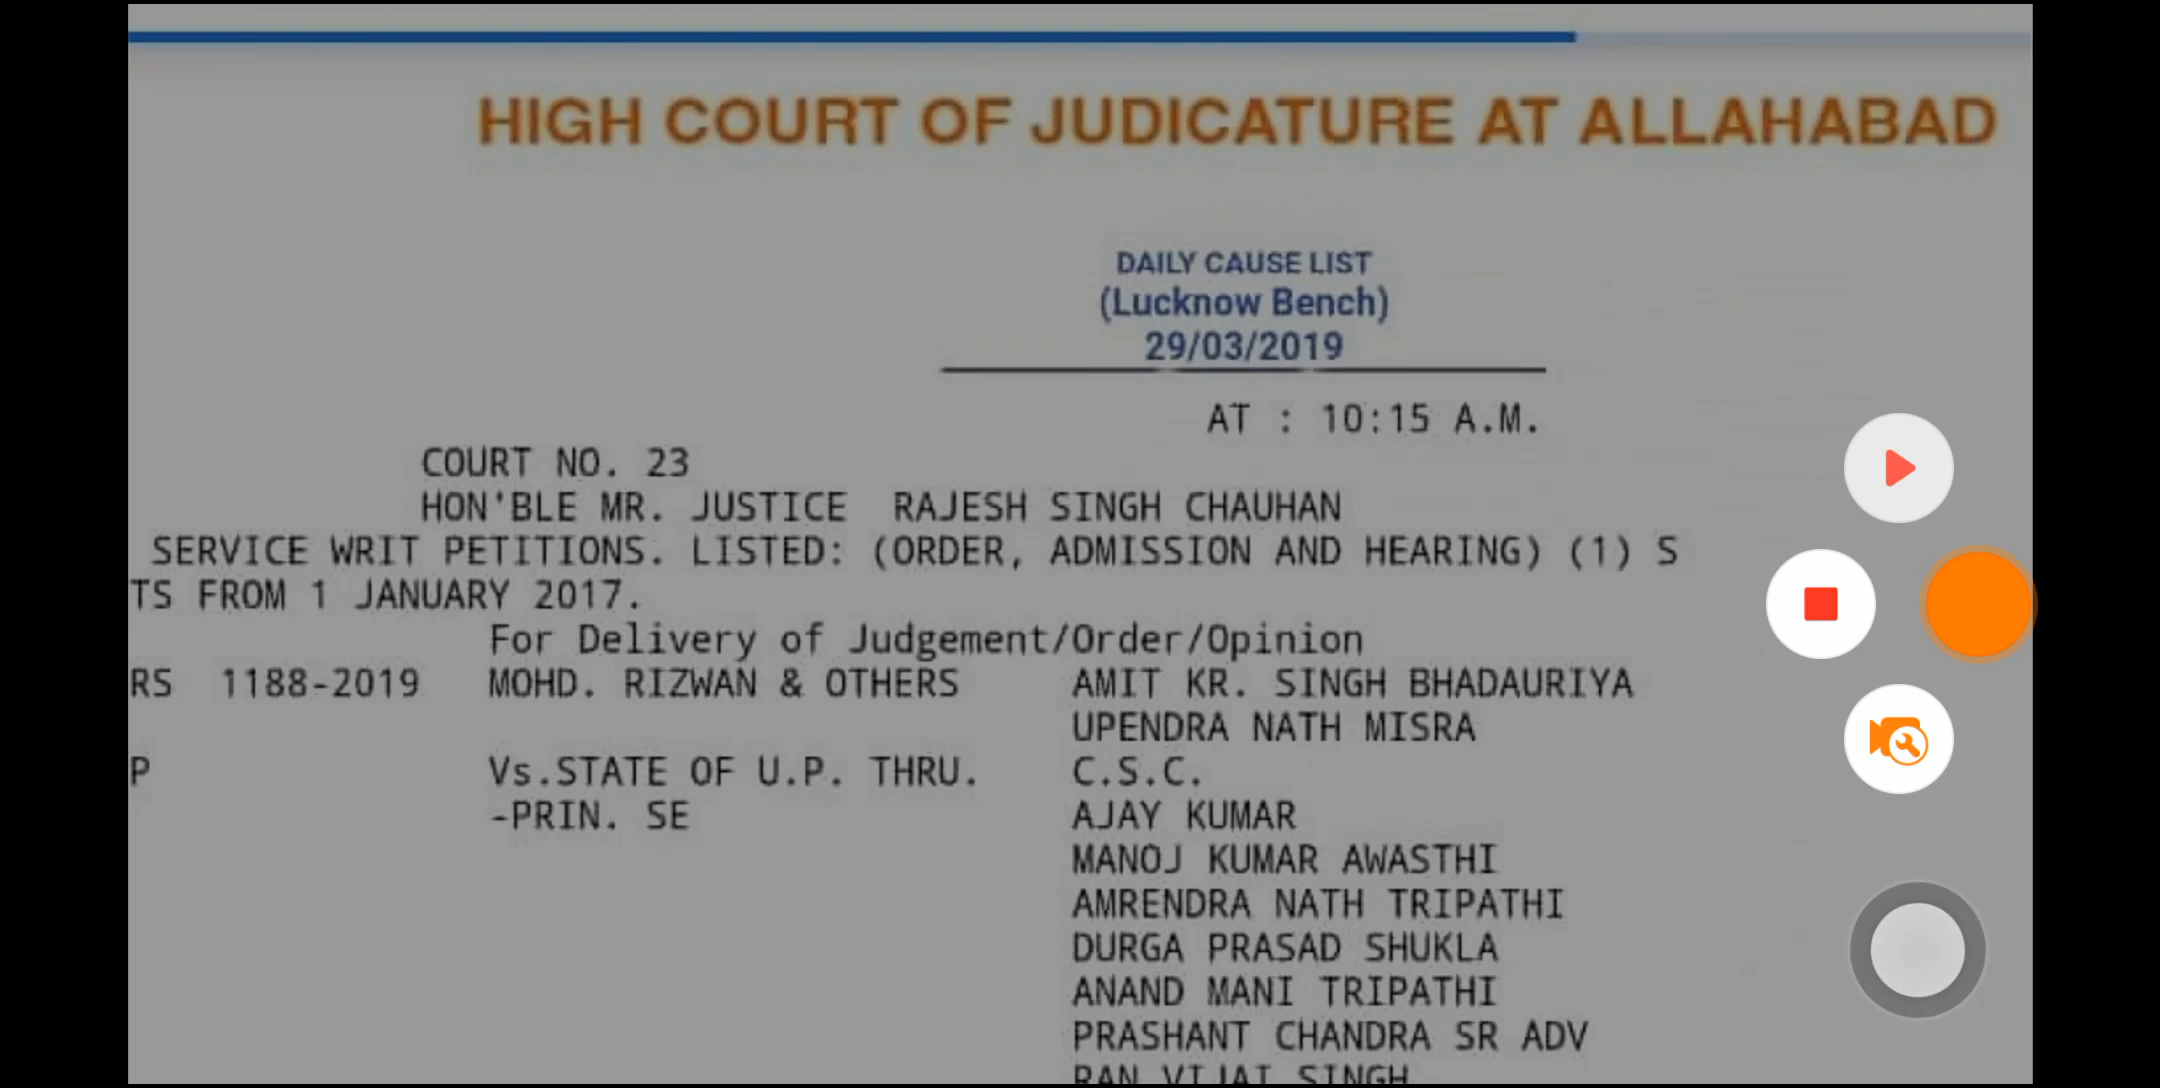 HIGH COURT OF JUDICATURE AT ALLAHABAD
DAILY CAUSE LIST
(Lucknow Bench)
29/03/2019
AT : 10:15 A.M.
COURT NO. 23
HON'BLE MR. JUSTICE RAJESH SINGH CHAUHAN
SERVICE WRIT PETITIONS. LISTED: (ORDER, ADMISSION AND HEARING) (1) S
TS FROM 1 JANUARY 2017.
For Delivery of Judgement/Order/Opinion
RS 1188-2019 MOHD. RIZWAN & OTHERS AMIT KR. SINGH BHADAURIYA
UPENDRA NATH MISRA
P Vs.STATE OF U.P. THRU. C.S.C.
-PRIN. SE AJAY KUMAR
MANOJ KUMAR AWASTHI
AMRENDRA NATH TRIPATHI
DURGA PRASAD SHUKLA
ANAND MANI TRIPATHI
PRASHANT CHANDRA SR ADV
RAN VIJAI SINGH